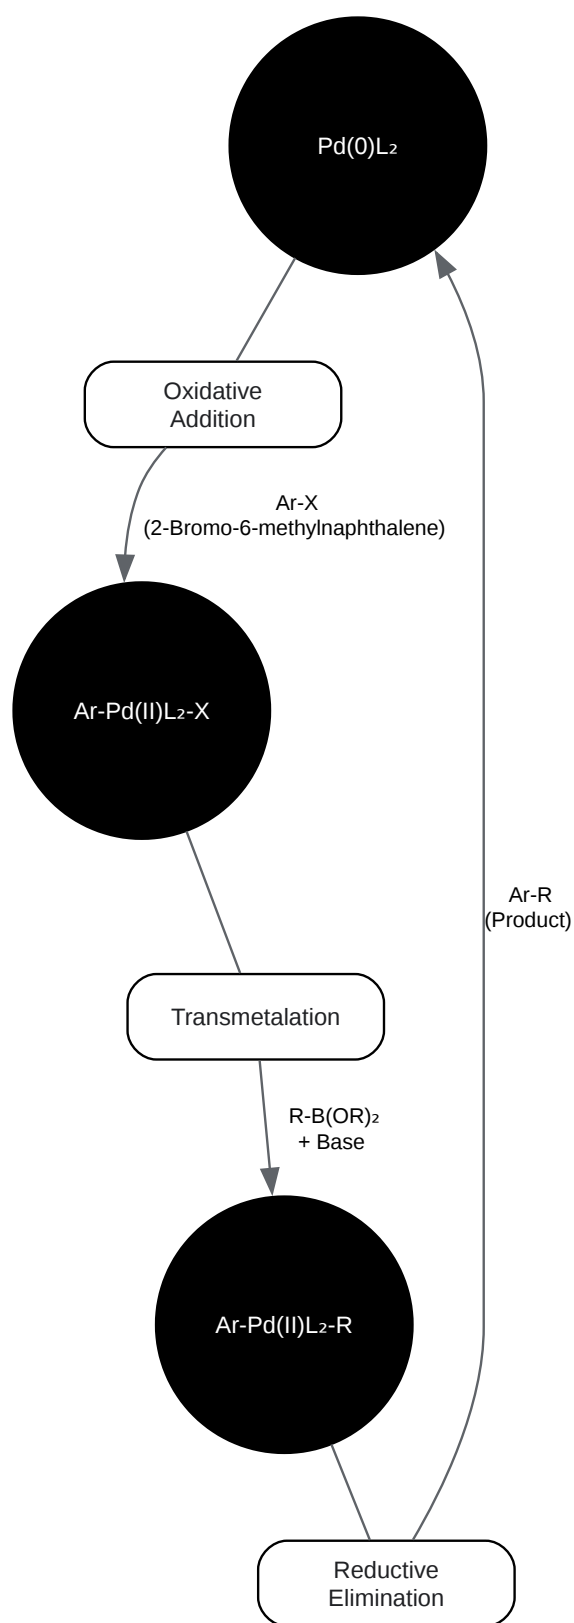 Pd(0)L₂
Oxidative
Addition
Ar-X
(2-Bromo-6-methylnaphthalene)
Ar-Pd(II)L₂-X
Ar-R
(Product)
Transmetalation
R-B(OR)₂
+ Base
Ar-Pd(II)L₂-R
Reductive
Elimination